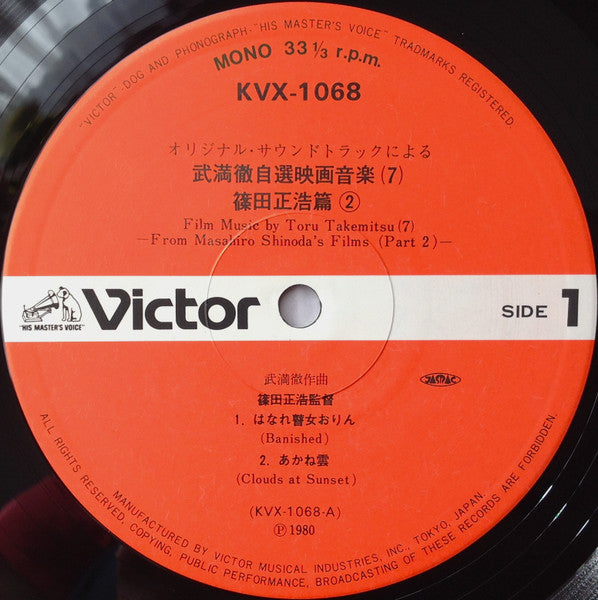 "VICTOR-DOG AND PHONOGRAPH-"HIS MASTER'S VOICE" TRADMARKS REGISTERED.
MONO 33 1/3 r.p.m.
KVX-1068
オリジナル・サウンドトラックによる
武満徹自選映画音楽(7)
篠田正浩篇②
Film Music by Toru Takemitsu(7)
—From Masahiro Shinoda's Films (Part 2)—
"HIS MASTER'S VOICE"
Victor
SIDE 1
武満徹作曲
JASRAC
篠田正浩監督
1. はなれ瞽女おりん
(Banished)
2. あかね雲
(Clouds at Sunset)
(KVX-1068-A)
Ⓟ 1980
MANUFACTURED BY VICTOR MUSICAL INDUSTRIES, INC., TOKYO, JAPAN.
ALL RIGHTS RESERVED, COPYING, PUBLIC PERFORMANCE, BROADCASTING OF THESE RECORDS ARE FORBIDDEN.